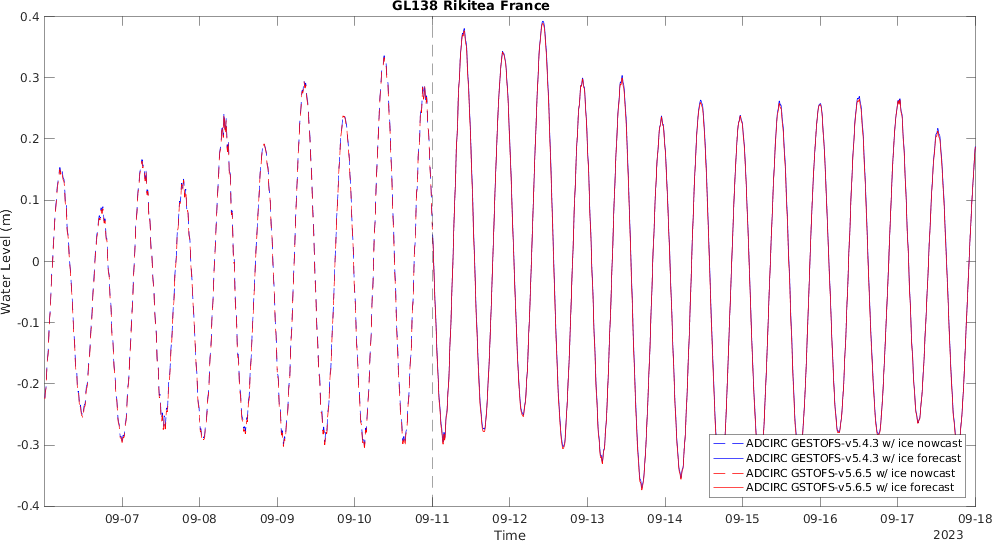 GL138 Rikitea France
0.4
0.3
0.2
0.1
0
-0.1
-0.2
-0.3
-0.4
Water Level (m)
ADCIRC GESTOFS-v5.4.3 w/ ice nowcast
ADCIRC GESTOFS-v5.4.3 w/ ice forecast
ADCIRC GSTOFS-v5.6.5 w/ ice nowcast
ADCIRC GSTOFS-v5.6.5 w/ ice forecast
09-07 09-08 09-09 09-10 09-11 09-12 09-13 09-14 09-15 09-16 09-17 09-18
Time
2023